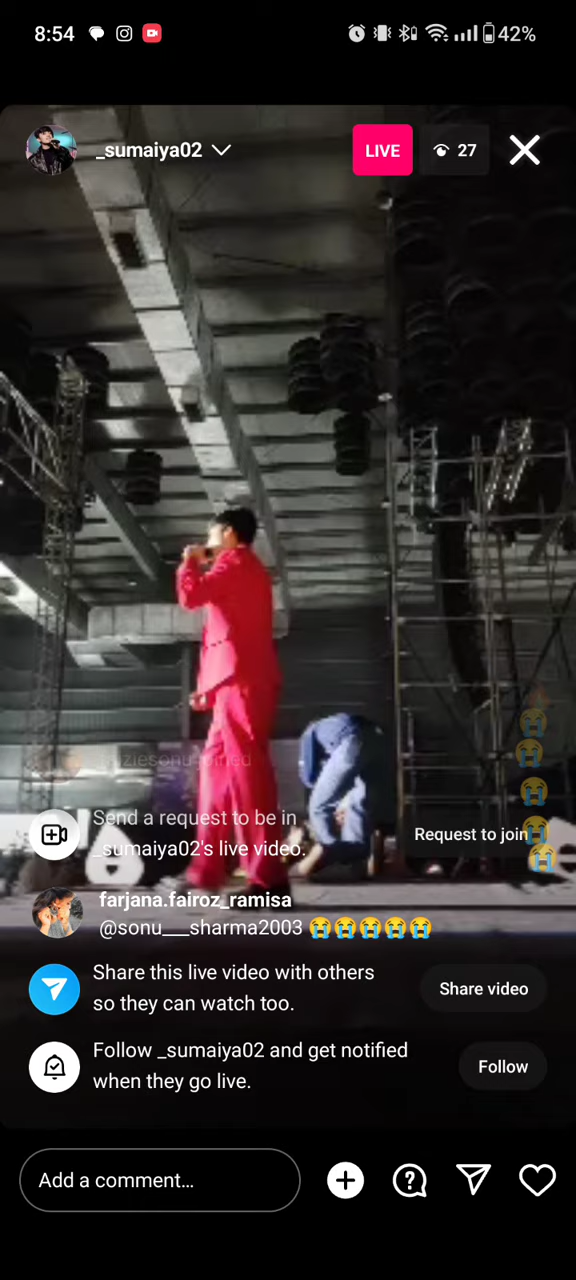 8:54
42%
_sumaiya02
LIVE
27
joined
Send a request to be in
_sumaiya02's live video.
Request to join
farjana.fairoz_ramisa
@sonu___sharma2003 😭😭😭😭😭
Share this live video with others
so they can watch too.
Share video
Follow _sumaiya02 and get notified
when they go live.
Follow
Add a comment...